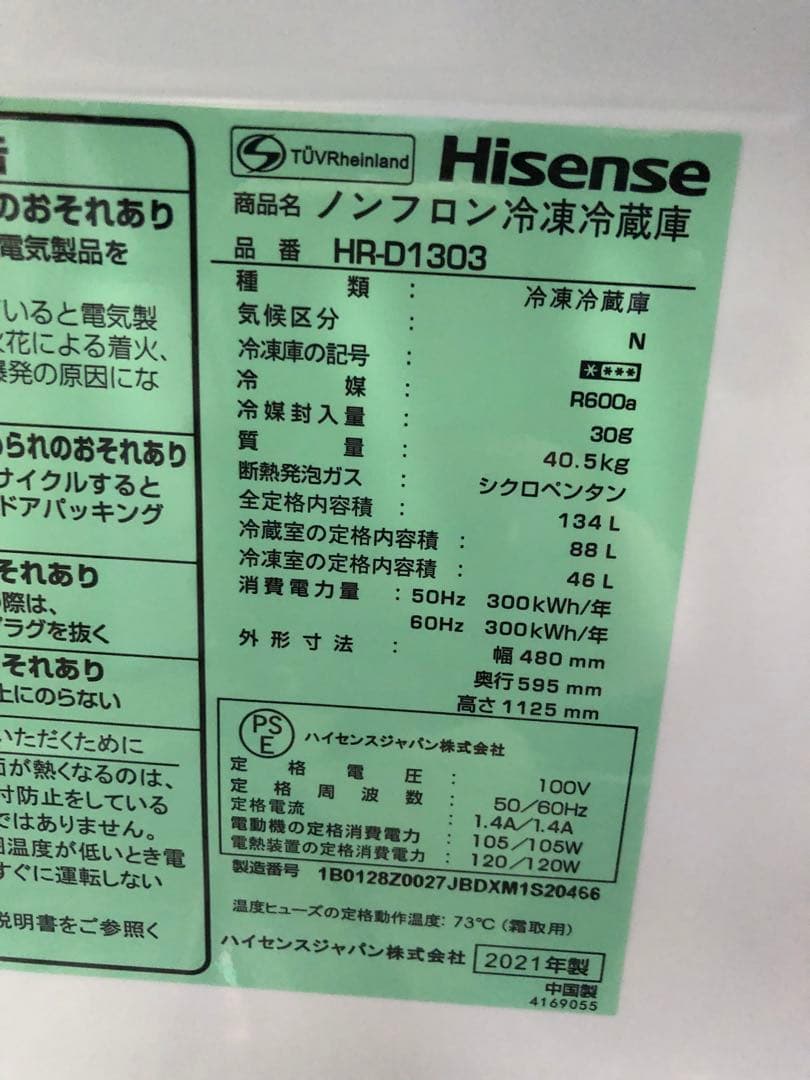 のおそれあり
電気製品を
いると電気製
火花による着火、
爆発の原因にな
られのおそれあり
サイクルすると
ドアパッキング
それあり
際は、
プラグを抜く
それあり
上にのらない
いただくために
面が熱くなるのは、
付防止をしている
ではありません。
温度が低いとき電
すぐに運転しない
説明書をご参照く
TÜVRheinland
Hisense
商品名 ノンフロン冷凍冷蔵庫
品番 HR-D1303
種類 : 冷凍冷蔵庫
気候区分 : N
冷凍庫の記号 : ****
冷媒 : R600a
冷媒封入量 : 30g
質量 : 40.5kg
断熱発泡ガス : シクロペンタン
全定格内容積 : 134L
冷蔵室の定格内容積 : 88L
冷凍室の定格内容積 : 46L
消費電力量 : 50Hz 300kWh/年
60Hz 300kWh/年
外形寸法 : 幅 480 mm
奥行 595 mm
高さ 1125 mm
PSE ハイセンスジャパン株式会社
定格電圧 : 100V
定格周波数 : 50/60Hz
定格電流 : 1.4A/1.4A
電動機の定格消費電力 : 105/105W
電熱装置の定格消費電力 : 120/120W
製造番号 1B0128Z0027JBDXM1S20466
温度ヒューズの定格動作温度: 73℃ (霜取用)
ハイセンスジャパン株式会社 2021年製
中国製
4169055